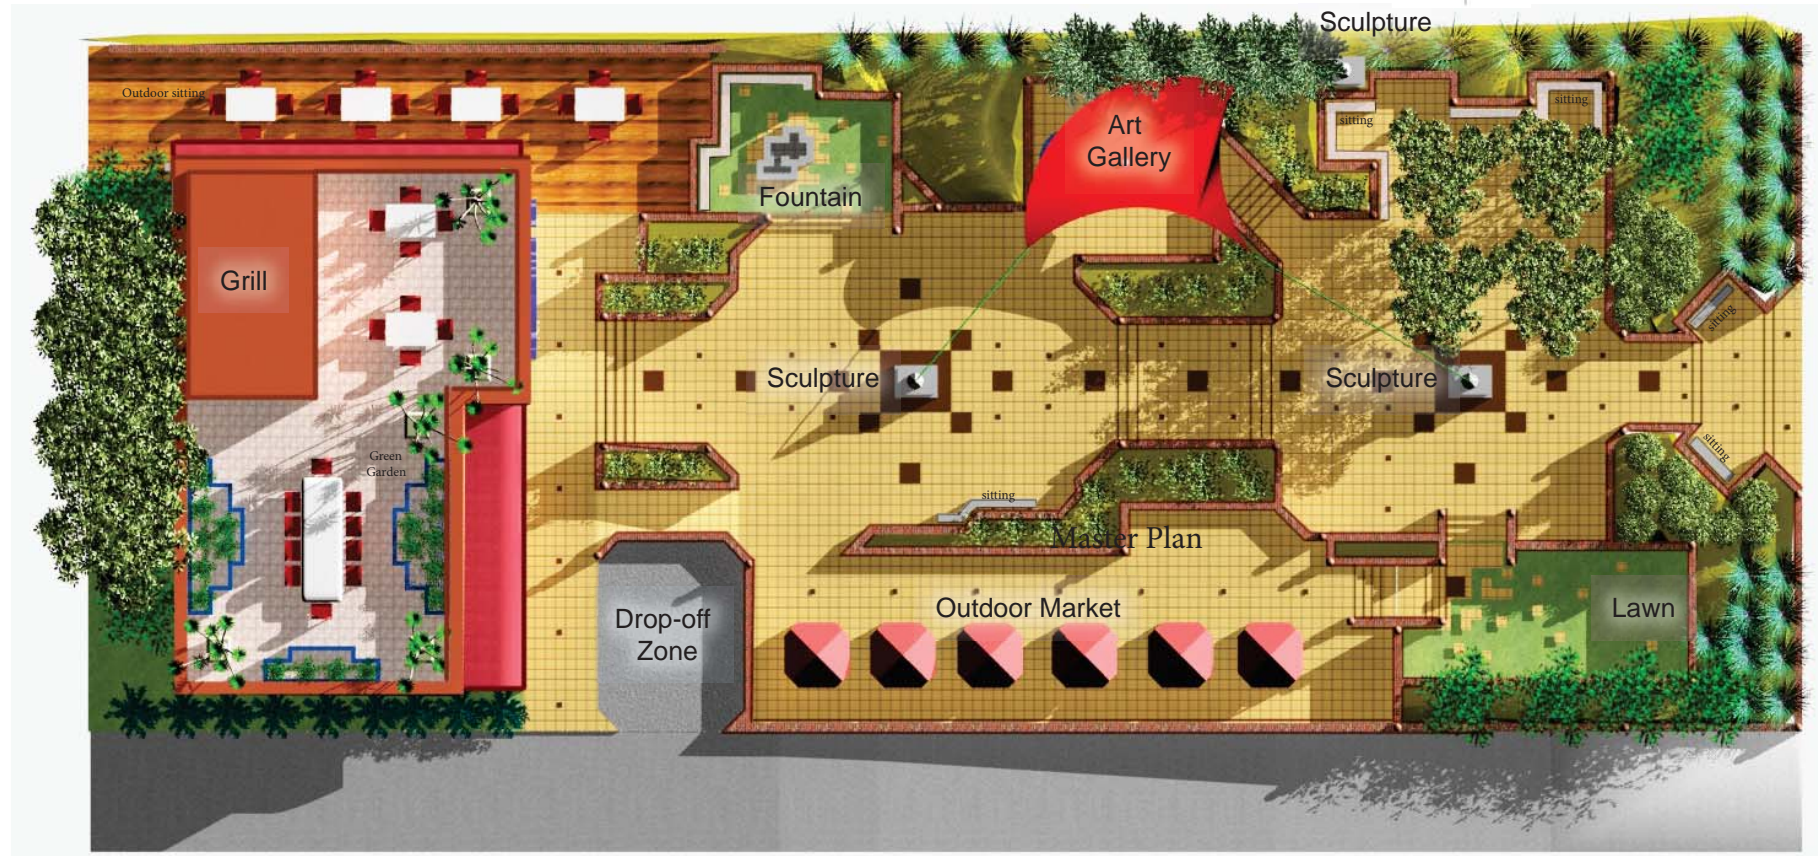 Sculpture
Outdoor sitting
sitting
sitting
Art
Gallery
Fountain
Grill
sitting
Sculpture
Sculpture
Green
Garden
sitting
sitting
Master Plan
Outdoor Market
Drop-off
Zone
Lawn